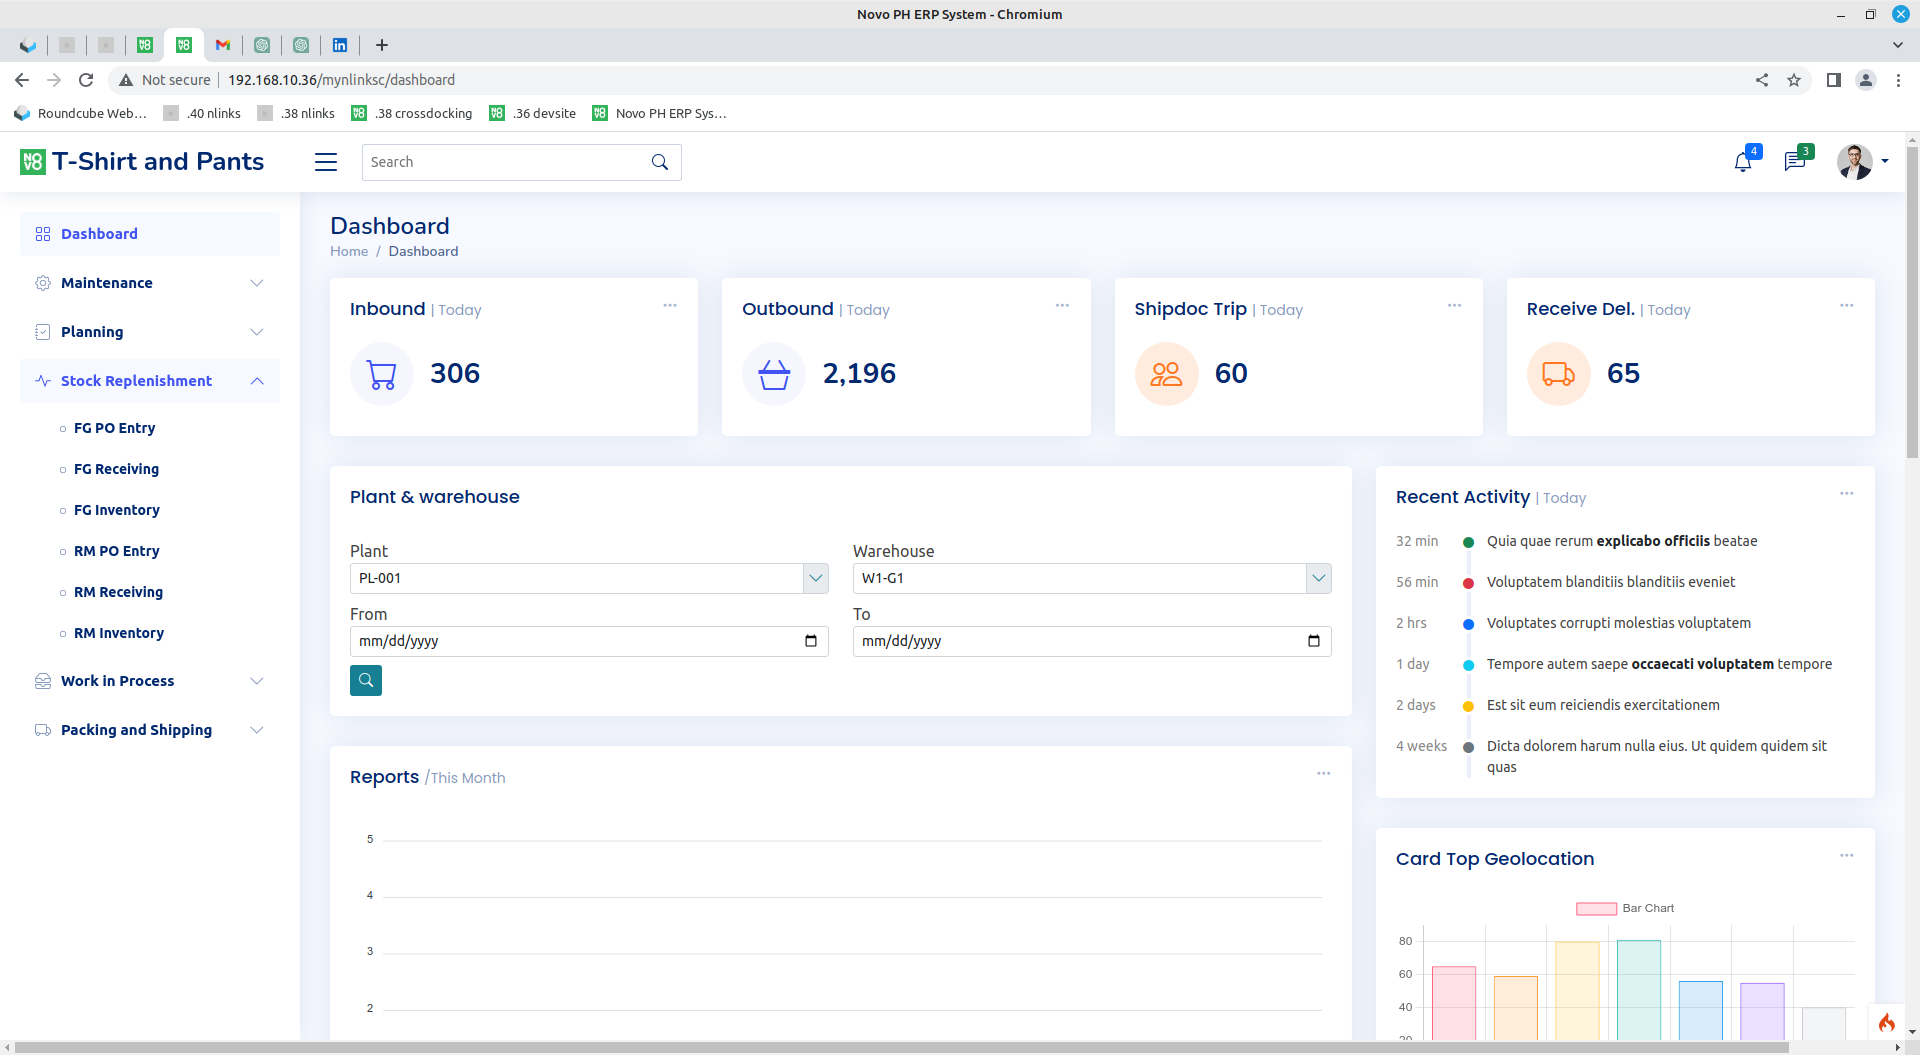 Novo PH ERP System - Chromium
Not secure
192.168.10.36/mynlinksc/dashboard
Roundcube Web...
.40 nlinks
.38 nlinks
.38 crossdocking
.36 devsite
Novo PH ERP Sys...
NOVO T-Shirt and Pants
Search
4
3
Dashboard
Maintenance
Planning
Stock Replenishment
FG PO Entry
FG Receiving
FG Inventory
RM PO Entry
RM Receiving
RM Inventory
Work in Process
Packing and Shipping
Dashboard
Home / Dashboard
Inbound | Today
306
Outbound | Today
2,196
Shipdoc Trip | Today
60
Receive Del. | Today
65
Plant & warehouse
Plant
PL-001
Warehouse
W1-G1
From
mm/dd/yyyy
To
mm/dd/yyyy
Reports /This Month
5
4
3
2
Recent Activity | Today
32 min Quia quae rerum explicabo officiis beatae
56 min Voluptatem blanditiis blanditiis eveniet
2 hrs Voluptates corrupti molestias voluptatem
1 day Tempore autem saepe occaecati voluptatem tempore
2 days Est sit eum reiciendis exercitationem
4 weeks Dicta dolorem harum nulla eius. Ut quidem quidem sit
quas
Card Top Geolocation
Bar Chart
80
60
40
20